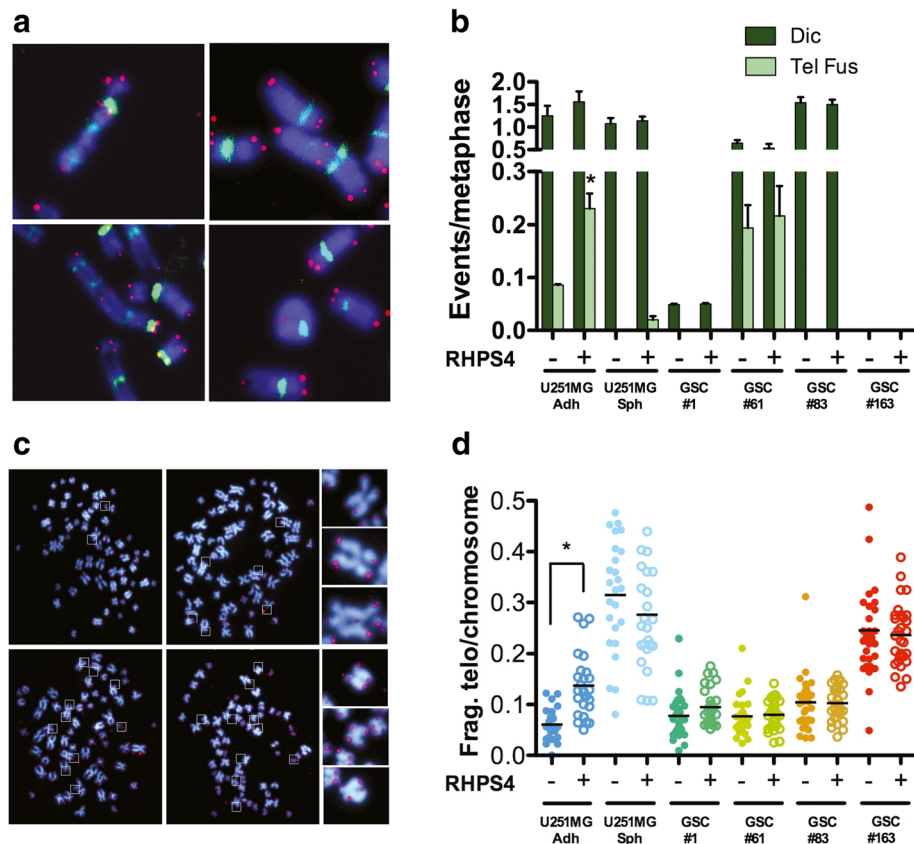 a
b
Dic
Tel Fus
Events/metaphase
2.0
1.5
1.0
0.5
0.3
0.2
0.1
0.0
*
RHPS4 - + - + - + - + - + - +
U251MG U251MG GSC GSC GSC GSC
Adh Sph #1 #61 #83 #163
c
d
Frag. telo/chromosome
0.5
0.4
0.3
0.2
0.1
0.0
*
RHPS4 - + - + - + - + - + - +
U251MG U251MG GSC GSC GSC GSC
Adh Sph #1 #61 #83 #163